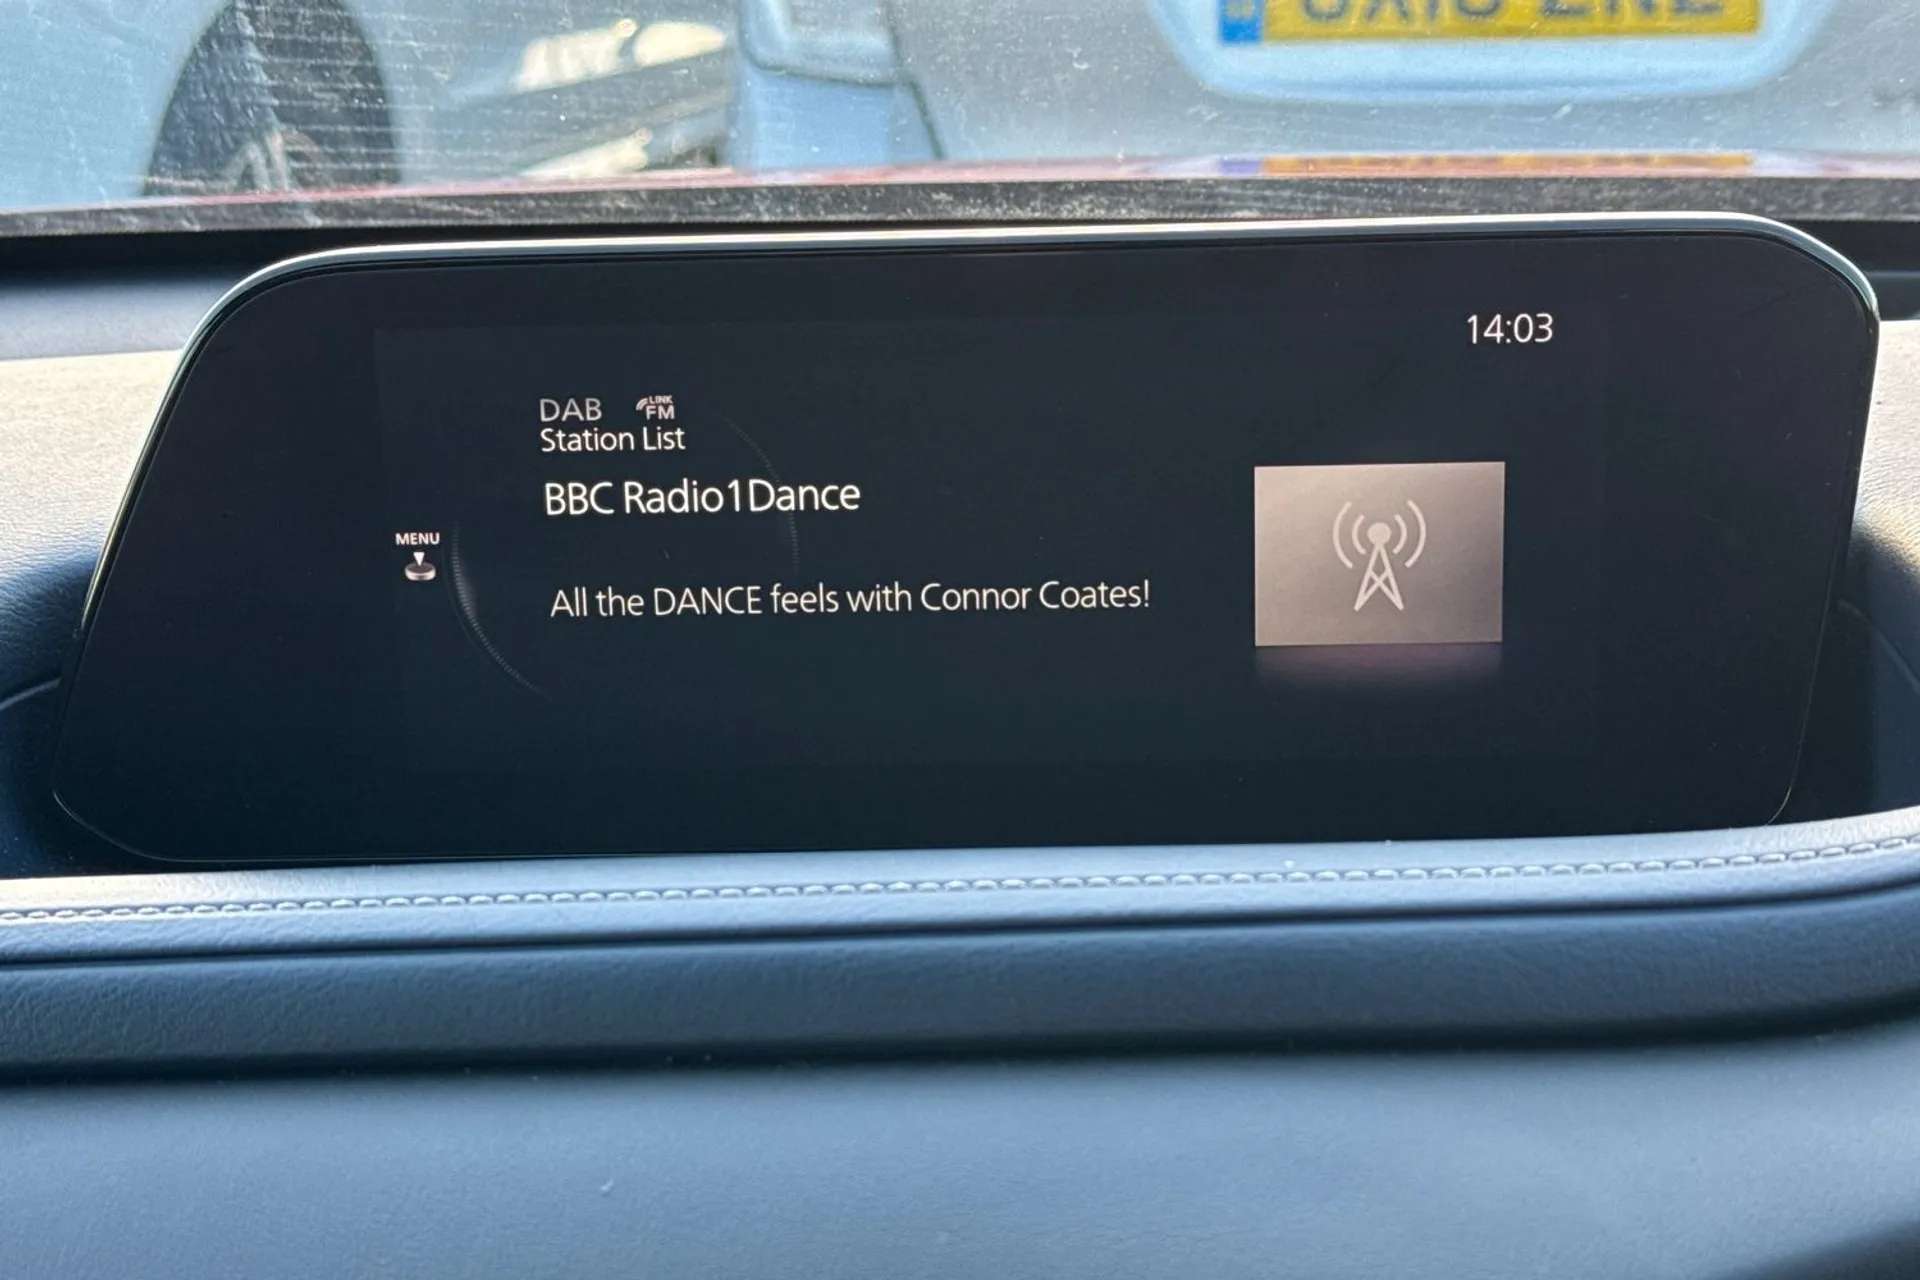 14:03
DAB LINK FM
Station List
BBC Radio1Dance
MENU
All the DANCE feels with Connor Coates!